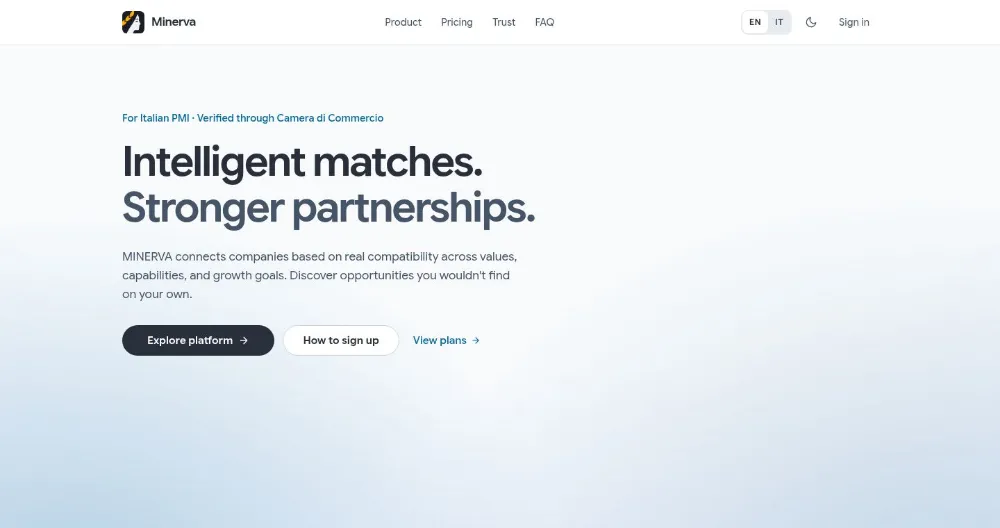 Minerva
Product
Pricing
Trust
FAQ
EN
IT
Sign in
For Italian PMI · Verified through Camera di Commercio
Intelligent matches.
Stronger partnerships.
MINERVA connects companies based on real compatibility across values,
capabilities, and growth goals. Discover opportunities you wouldn't find
on your own.
Explore platform →
How to sign up
View plans →